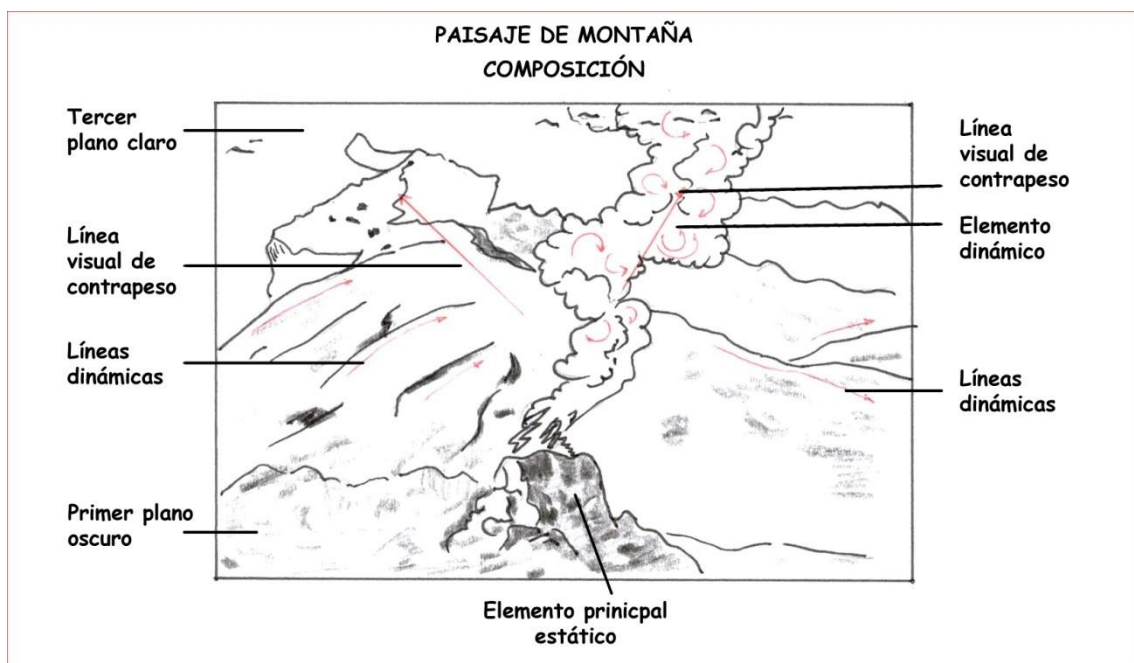 PAISAJE DE MONTAÑA
COMPOSICIÓN
Tercer
plano claro
Línea
visual de
contrapeso
Líneas
dinámicas
Primer plano
oscuro
Línea
visual de
contrapeso
Elemento
dinámico
Líneas
dinámicas
Elemento prinicpal
estático